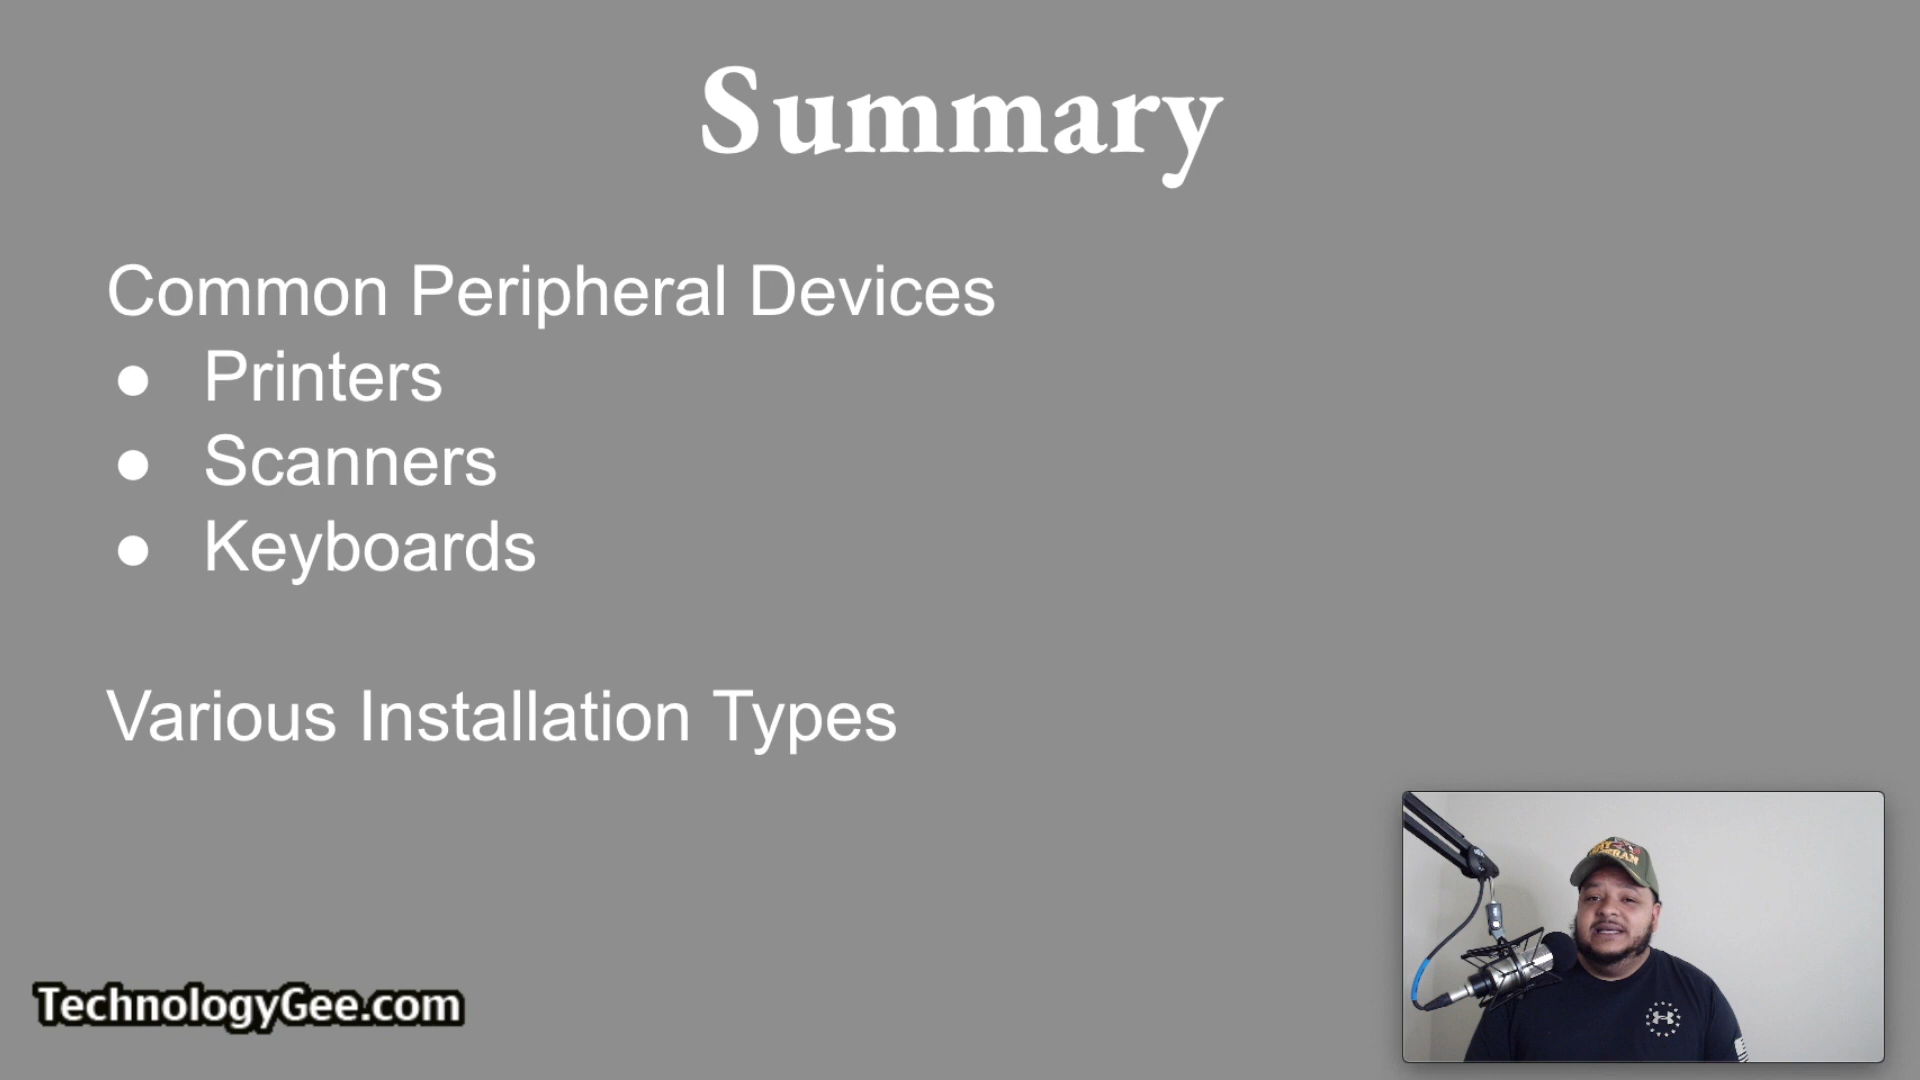 Summary
Common Peripheral Devices
● Printers
● Scanners
● Keyboards
Various Installation Types
TechnologyGee.com